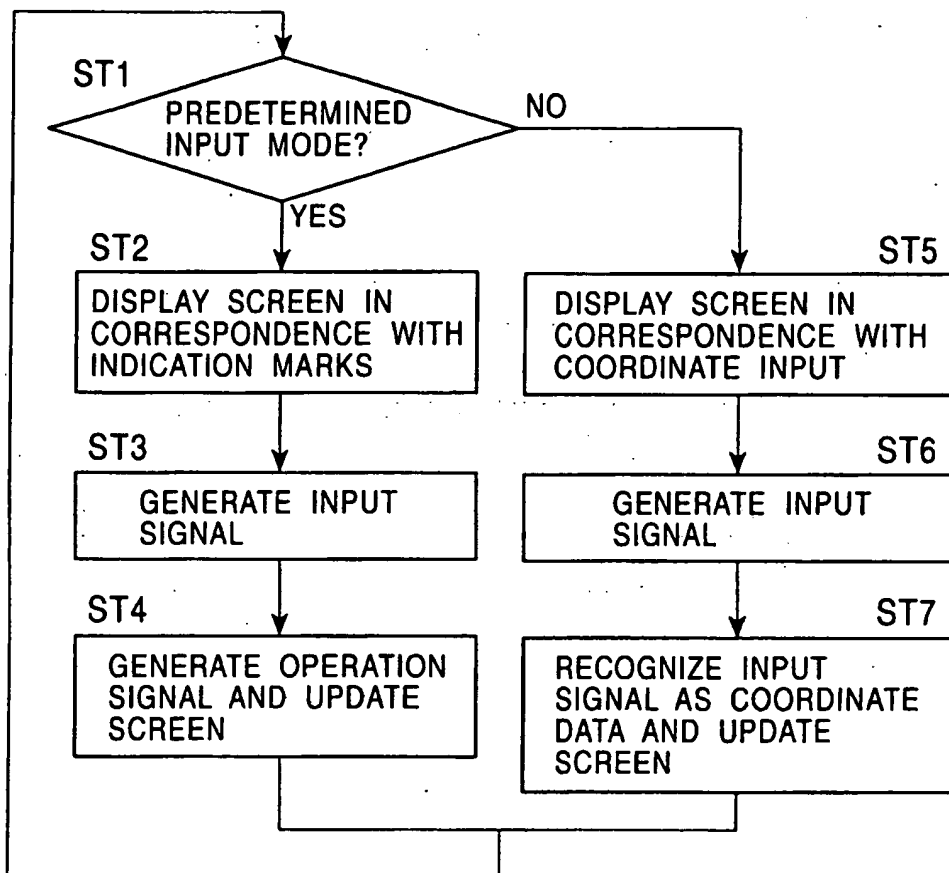 ST1
PREDETERMINED
INPUT MODE?
NO
YES
ST2
DISPLAY SCREEN IN
CORRESPONDENCE WITH
INDICATION MARKS
ST3
GENERATE INPUT
SIGNAL
ST4
GENERATE OPERATION
SIGNAL AND UPDATE
SCREEN
ST5
DISPLAY SCREEN IN
CORRESPONDENCE WITH
COORDINATE INPUT
ST6
GENERATE INPUT
SIGNAL
ST7
RECOGNIZE INPUT
SIGNAL AS COORDINATE
DATA AND UPDATE
SCREEN